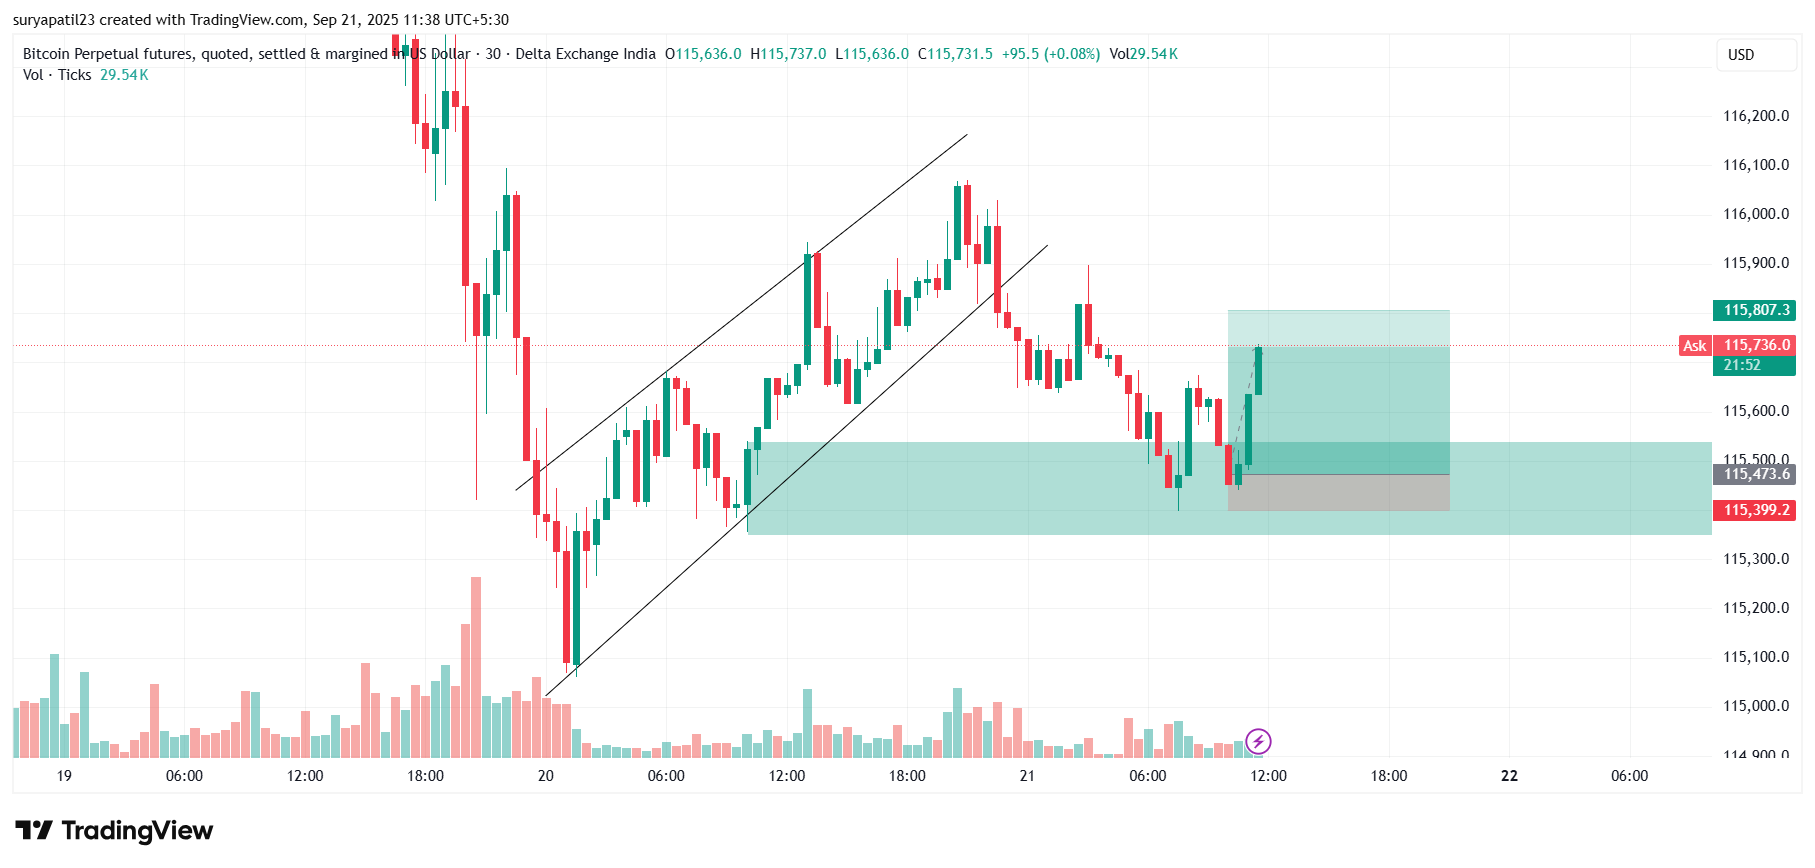 suryapatil23 created with TradingView.com, Sep 21, 2025 11:38 UTC+5:30
Bitcoin Perpetual futures, quoted, settled & margined in US Dollar · 30 · Delta Exchange India O115,636.0 H115,737.0 L115,636.0 C115,731.5 +95.5 (+0.08%) Vol29.54K
USD
Vol · Ticks 29.54K
116,200.0
116,100.0
116,000.0
115,900.0
115,807.3
Ask 115,736.0
21:52
115,600.0
115,500.0
115,473.6
115,399.2
115,300.0
115,200.0
115,100.0
115,000.0
114,900.0
19 06:00 12:00 18:00 20 06:00 12:00 18:00 21 06:00 12:00 18:00 22 06:00
TradingView